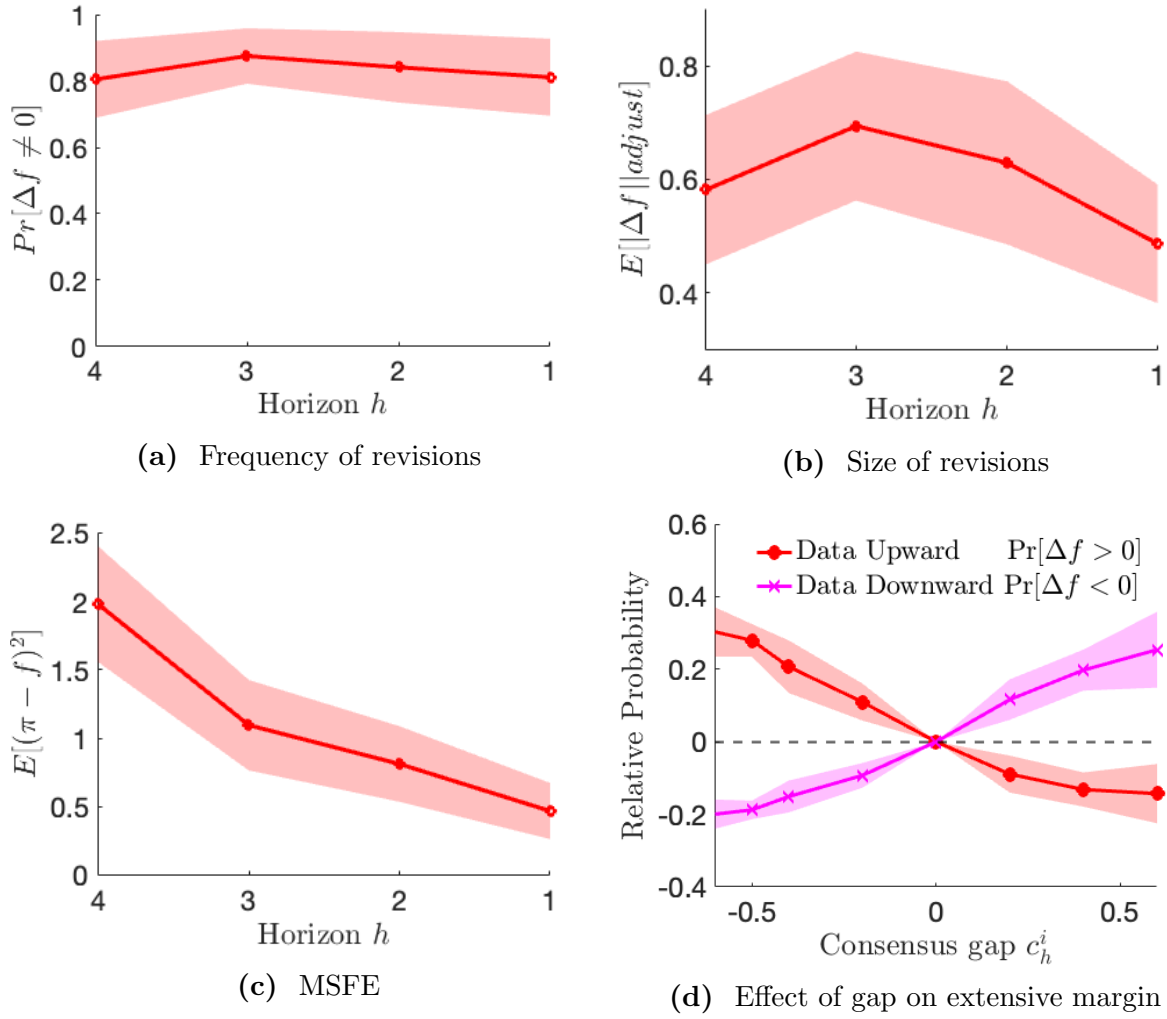 Pr[Δf ≠ 0]
1
0.8
0.6
0.4
0.2
0
4 3 2 1
Horizon h
(a) Frequency of revisions
E[|Δf||adjust]
0.8
0.6
0.4
4 3 2 1
Horizon h
(b) Size of revisions
E[(π − f)²]
2.5
2
1.5
1
0.5
0
4 3 2 1
Horizon h
(c) MSFE
Relative Probability
0.6
0.4
0.2
0
-0.2
-0.4
Data Upward Pr[Δf > 0]
Data Downward Pr[Δf < 0]
-0.5 0 0.5
Consensus gap cₕⁱ
(d) Effect of gap on extensive margin